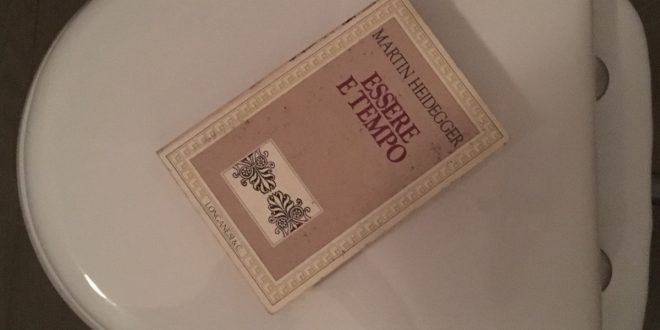 MARTIN HEIDEGGER
ESSERE
E TEMPO
LONGANESI & C.